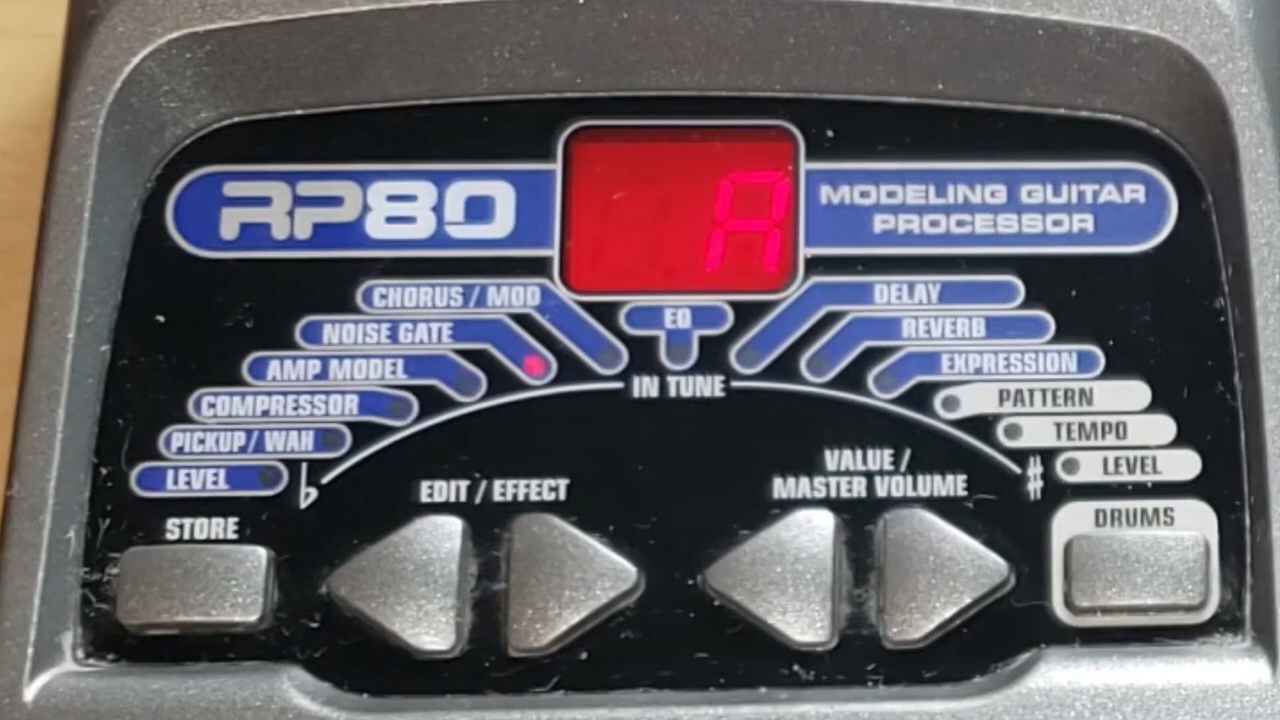 RP80
A
MODELING GUITAR
PROCESSOR
CHORUS / MOD
EQ
DELAY
NOISE GATE
REVERB
AMP MODEL
EXPRESSION
IN TUNE
COMPRESSOR
PATTERN
PICKUP / WAH
TEMPO
LEVEL
♭
♯
LEVEL
EDIT / EFFECT
VALUE /
MASTER VOLUME
STORE
DRUMS